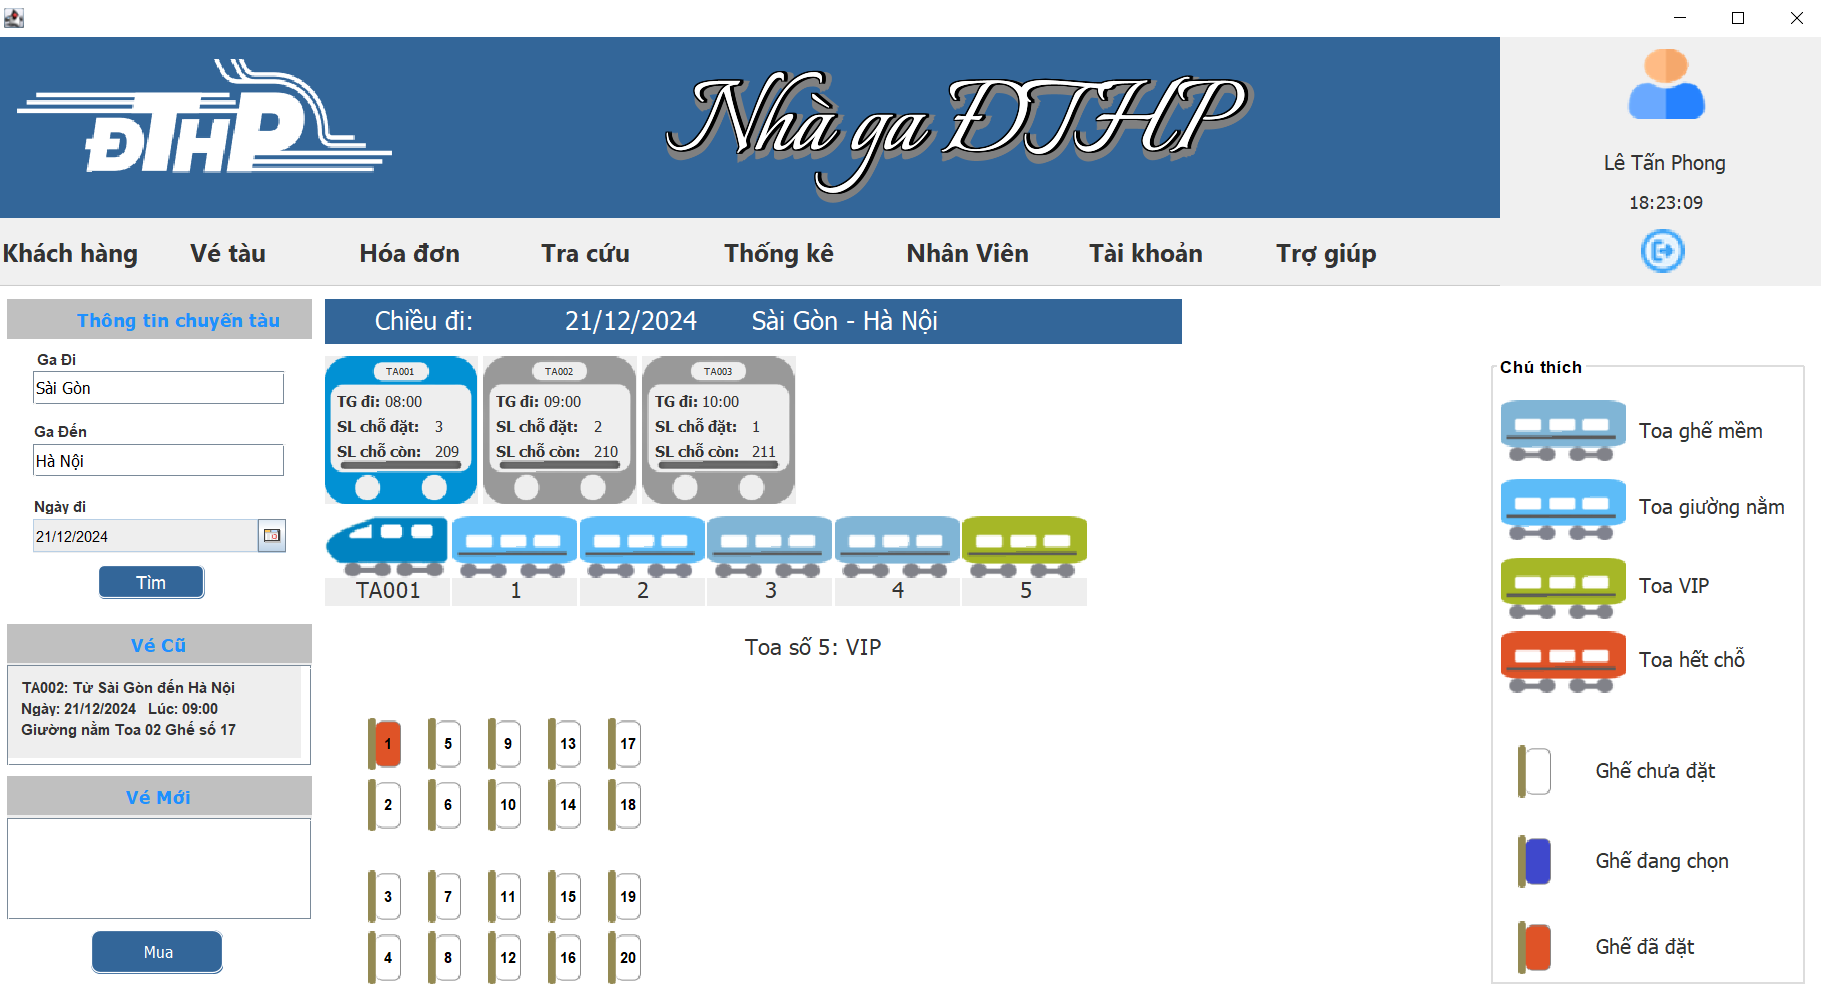 ĐTHP
Nhà ga ĐTHP
Lê Tấn Phong
18:23:09
Khách hàng Vé tàu Hóa đơn Tra cứu Thống kê Nhân Viên Tài khoản Trợ giúp
Thông tin chuyến tàu
Ga Đi
Sài Gòn
Ga Đến
Hà Nội
Ngày đi
21/12/2024
Tìm
Vé Cũ
TA002: Từ Sài Gòn đến Hà Nội
Ngày: 21/12/2024 Lúc: 09:00
Giường nằm Toa 02 Ghế số 17
Vé Mới
Mua
Chiều đi: 21/12/2024 Sài Gòn - Hà Nội
TA001
TG đi: 08:00
SL chỗ đặt: 3
SL chỗ còn: 209
TA002
TG đi: 09:00
SL chỗ đặt: 2
SL chỗ còn: 210
TA003
TG đi: 10:00
SL chỗ đặt: 1
SL chỗ còn: 211
TA001 1 2 3 4 5
Toa số 5: VIP
1 5 9 13 17
2 6 10 14 18
3 7 11 15 19
4 8 12 16 20
Chú thích
Toa ghế mềm
Toa giường nằm
Toa VIP
Toa hết chỗ
Ghế chưa đặt
Ghế đang chọn
Ghế đã đặt